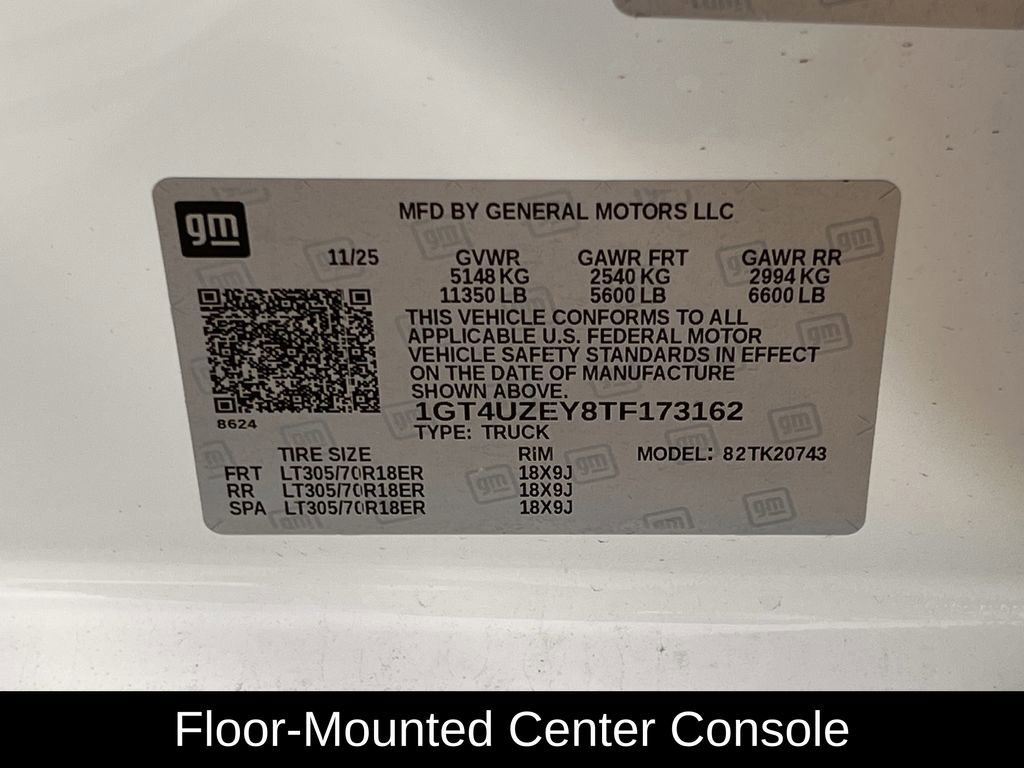 gm
MFD BY GENERAL MOTORS LLC
11/25 GVWR GAWR FRT GAWR RR
5148 KG 2540 KG 2994 KG
11350 LB 5600 LB 6600 LB
THIS VEHICLE CONFORMS TO ALL
APPLICABLE U.S. FEDERAL MOTOR
VEHICLE SAFETY STANDARDS IN EFFECT
ON THE DATE OF MANUFACTURE
SHOWN ABOVE.
8624
1GT4UZEY8TF173162
TYPE: TRUCK
TIRE SIZE RIM MODEL: 82TK20743
FRT LT305/70R18ER 18X9J
RR LT305/70R18ER 18X9J
SPA LT305/70R18ER 18X9J
Floor-Mounted Center Console